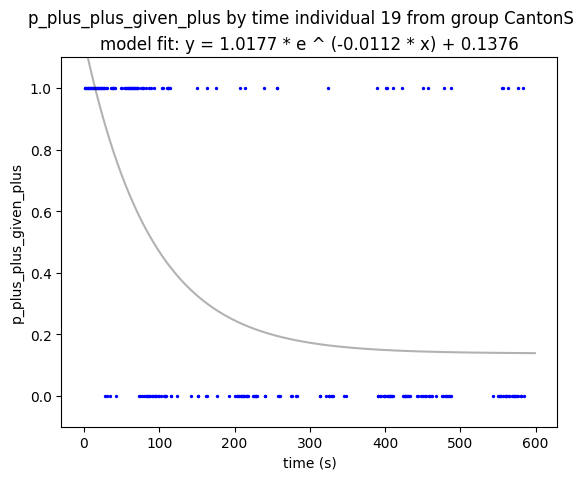 p_plus_plus_given_plus by time individual 19 from group CantonS
model fit: y = 1.0177 * e ^ (-0.0112 * x) + 0.1376
p_plus_plus_given_plus
1.0
0.8
0.6
0.4
0.2
0.0
0 100 200 300 400 500 600
time (s)